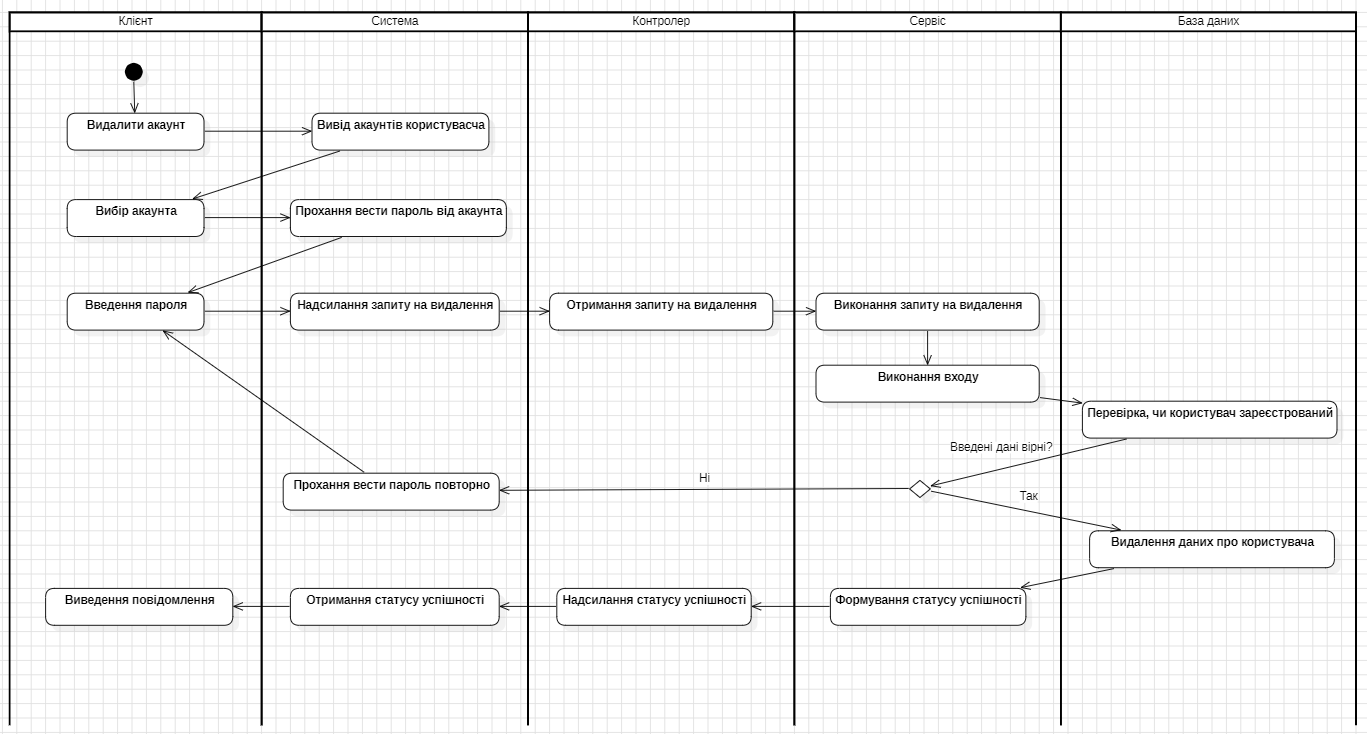 Клієнт
Система
Контролер
Сервіс
База даних
Видалити акаунт
Вивід акаунтів користувасча
Вибір акаунта
Прохання вести пароль від акаунта
Введення пароля
Надсилання запиту на видалення
Отримання запиту на видалення
Виконання запиту на видалення
Виконання входу
Перевірка, чи користувач зареєстрований
Введені дані вірні?
Ні
Так
Прохання вести пароль повторно
Видалення даних про користувача
Виведення повідомлення
Отримання статусу успішності
Надсилання статусу успішності
Формування статусу успішності